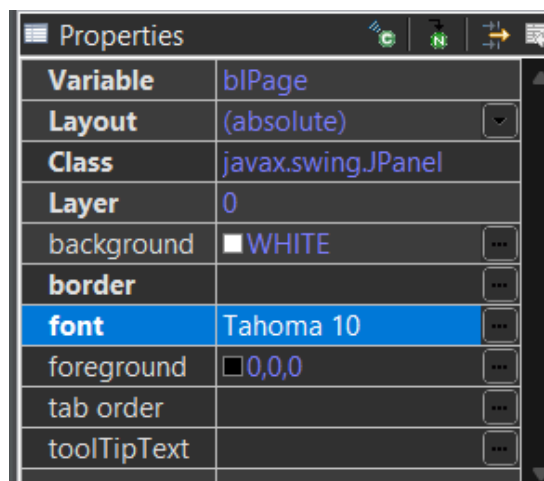 Properties
Variable blPage
Layout (absolute)
Class javax.swing.JPanel
Layer 0
background WHITE
border
font Tahoma 10
foreground 0,0,0
tab order
toolTipText